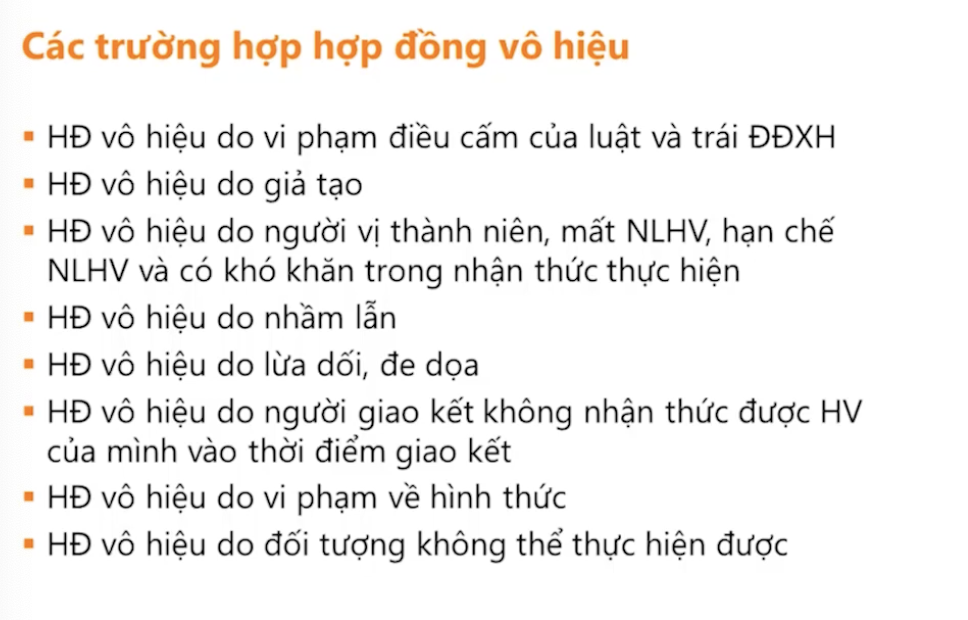 Các trường hợp hợp đồng vô hiệu
▪ HĐ vô hiệu do vi phạm điều cấm của luật và trái ĐĐXH
▪ HĐ vô hiệu do giả tạo
▪ HĐ vô hiệu do người vị thành niên, mất NLHV, hạn chế
NLHV và có khó khăn trong nhận thức thực hiện
▪ HĐ vô hiệu do nhầm lẫn
▪ HĐ vô hiệu do lừa dối, đe dọa
▪ HĐ vô hiệu do người giao kết không nhận thức được HV
của mình vào thời điểm giao kết
▪ HĐ vô hiệu do vi phạm về hình thức
▪ HĐ vô hiệu do đối tượng không thể thực hiện được